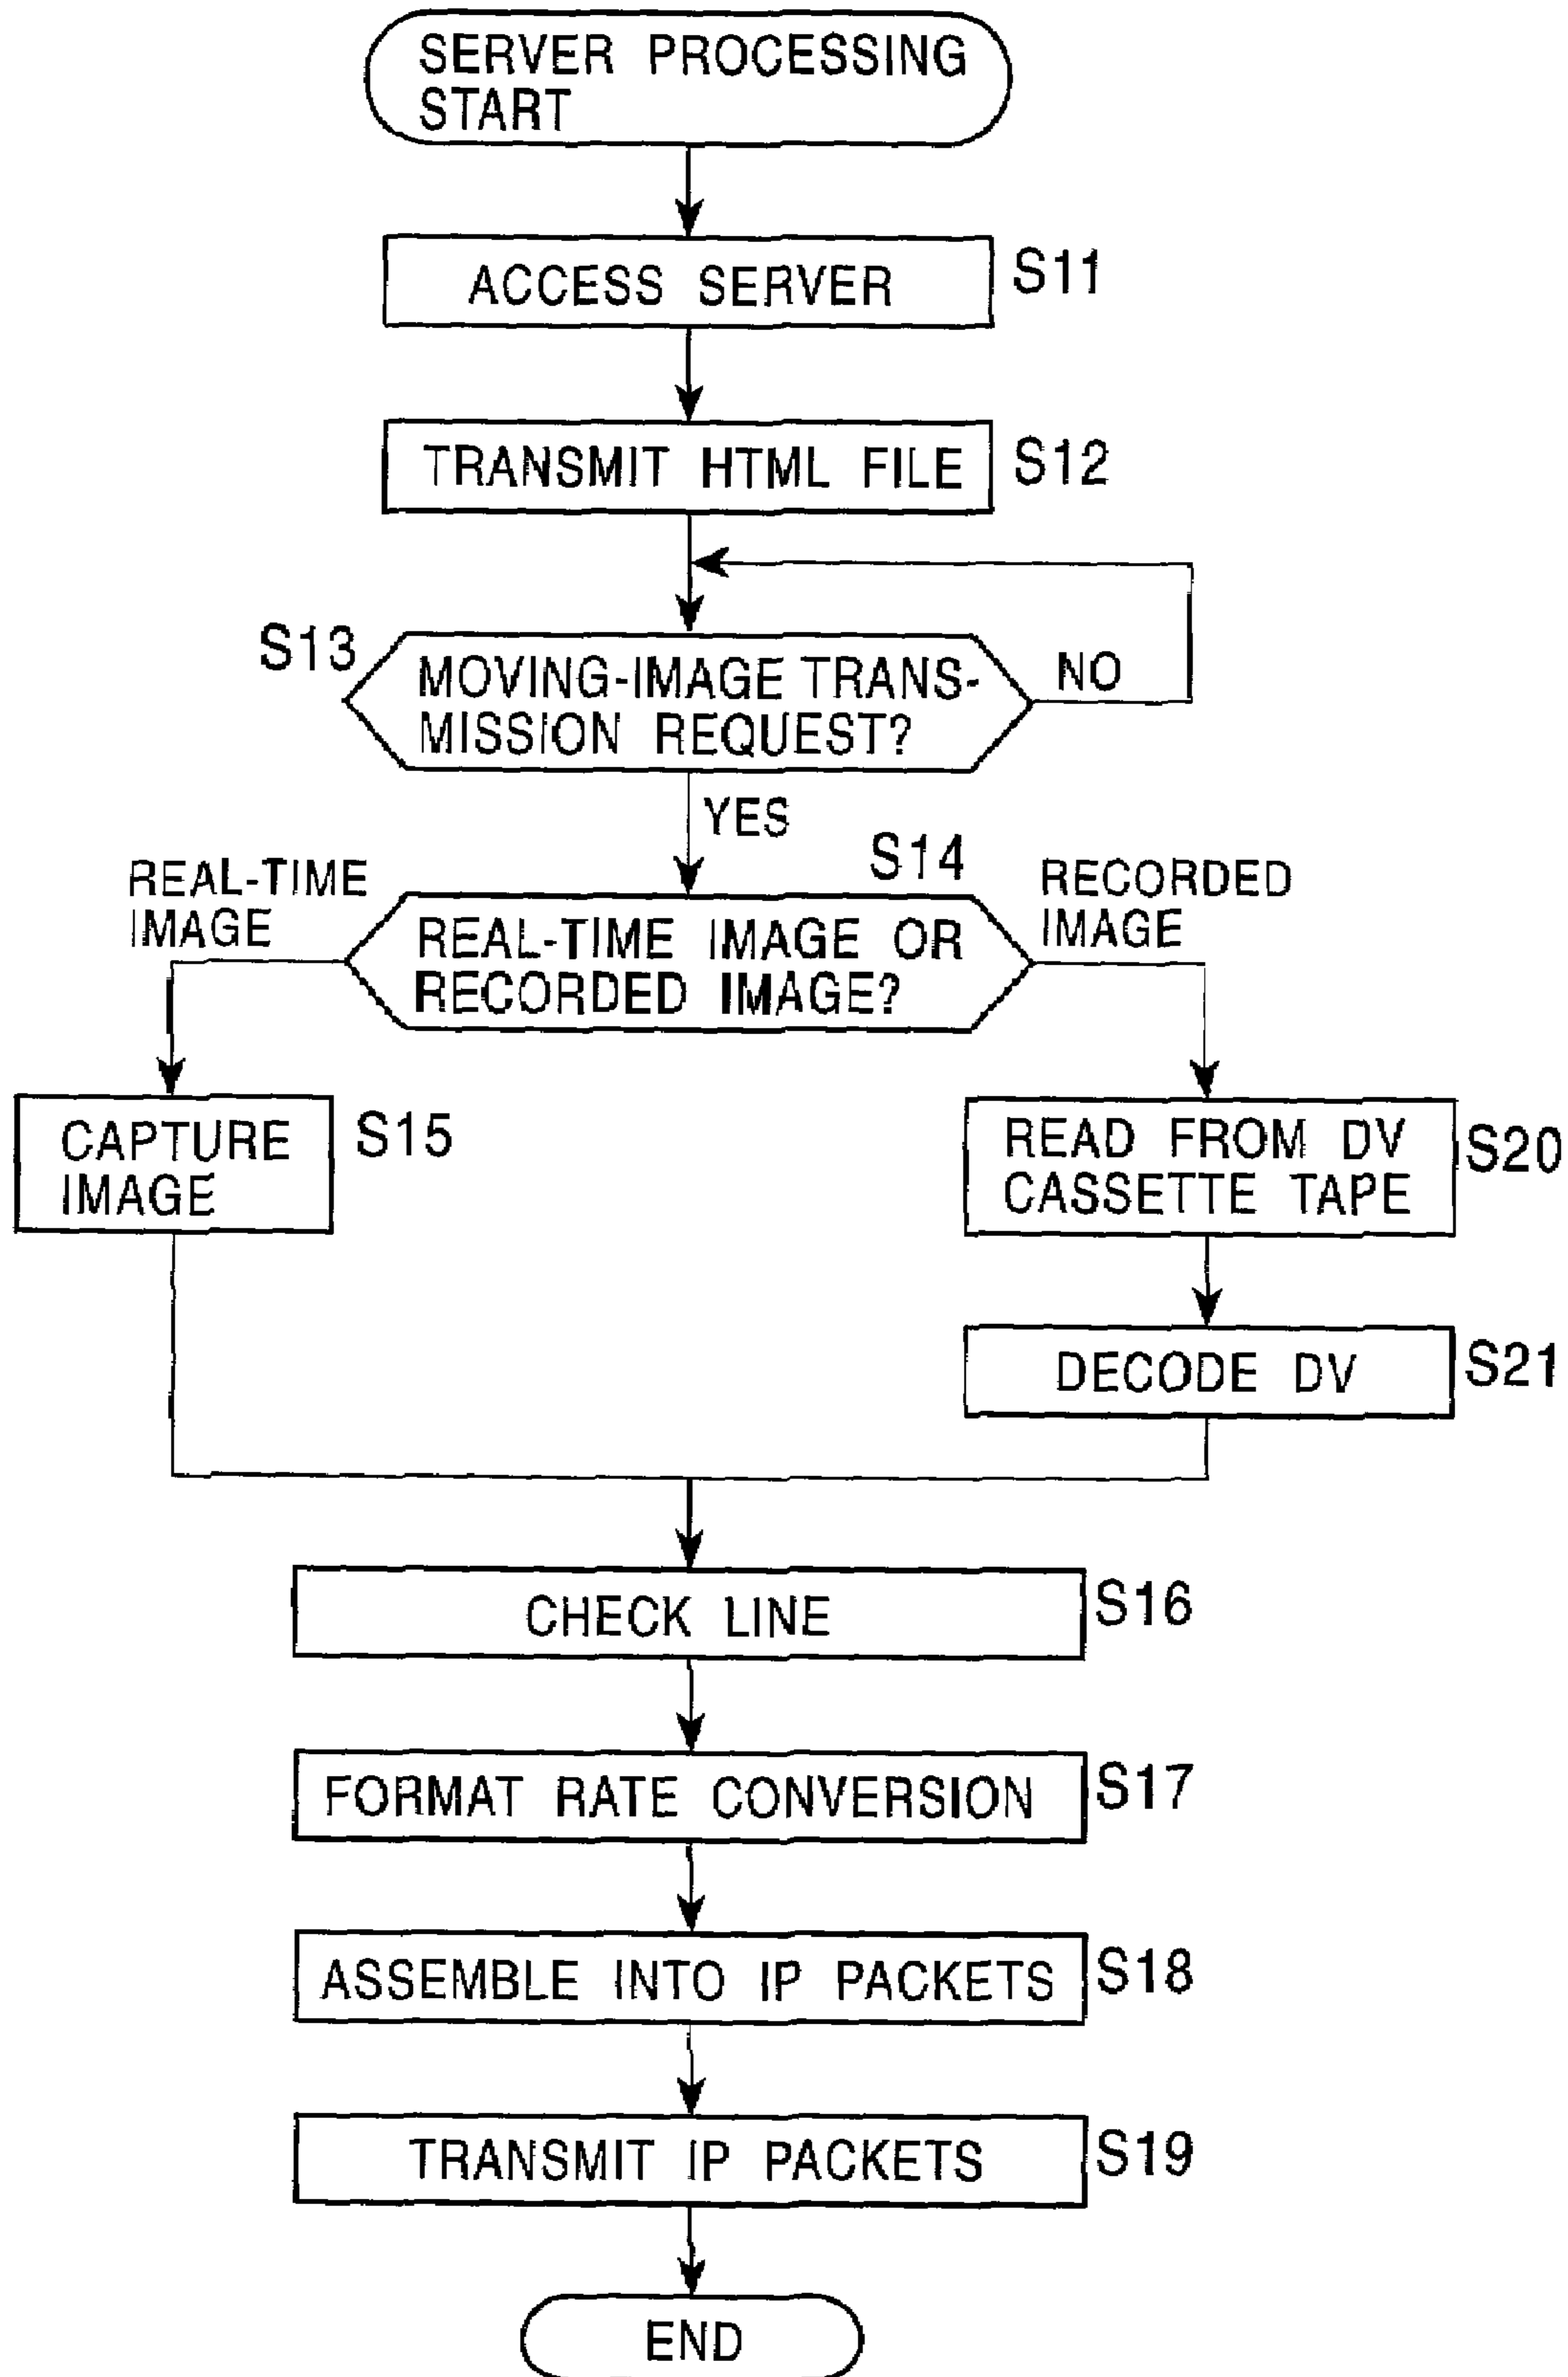 SERVER PROCESSING
START
ACCESS SERVER
S11
TRANSMIT HTML FILE
S12
S13
MOVING-IMAGE TRANS-
MISSION REQUEST?
NO
YES
S14
REAL-TIME
IMAGE
REAL-TIME IMAGE OR
RECORDED IMAGE?
RECORDED
IMAGE
CAPTURE
IMAGE
S15
READ FROM DV
CASSETTE TAPE
S20
DECODE DV
S21
CHECK LINE
S16
FORMAT RATE CONVERSION
S17
ASSEMBLE INTO IP PACKETS
S18
TRANSMIT IP PACKETS
S19
END